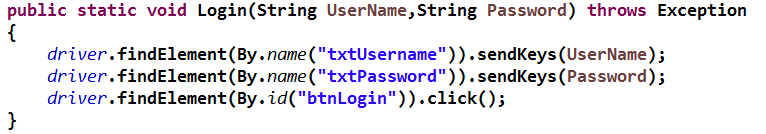 public static void Login(String UserName,String Password) throws Exception
{
driver.findElement(By.name("txtUsername")).sendKeys(UserName);
driver.findElement(By.name("txtPassword")).sendKeys(Password);
driver.findElement(By.id("btnLogin")).click();
}